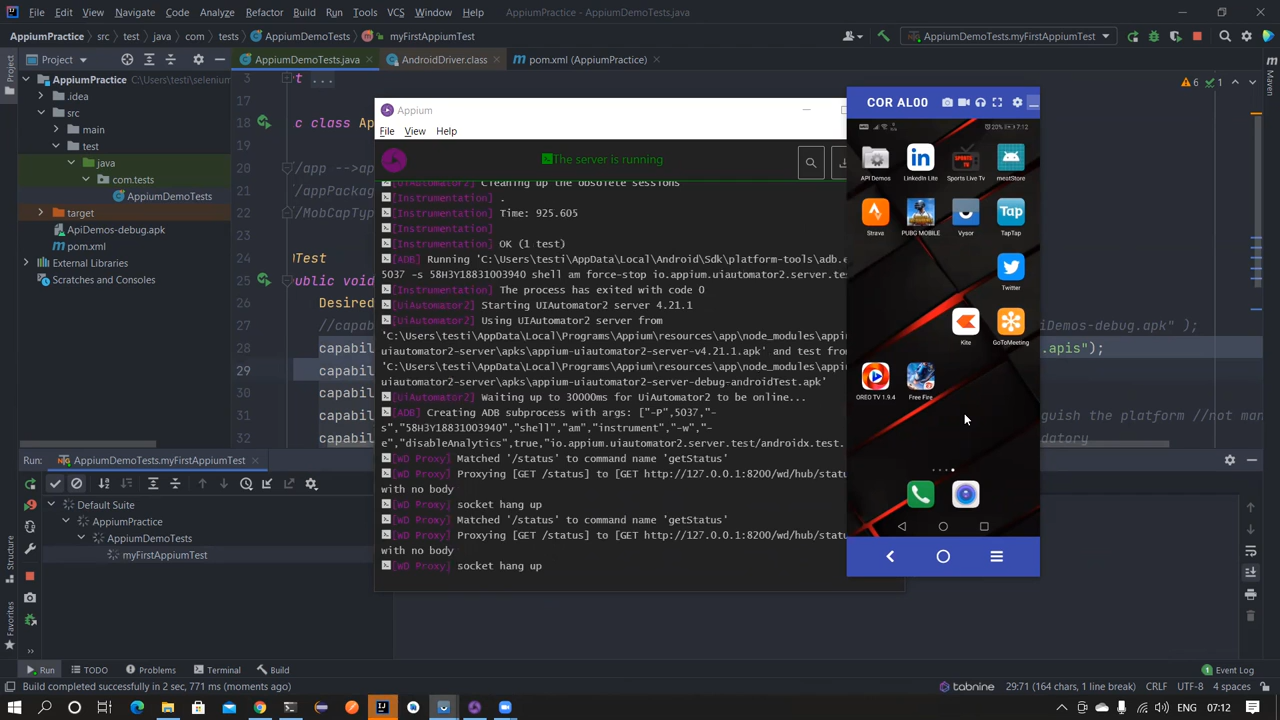 File Edit View Navigate Code Analyze Refactor Build Run Tools VCS Window Help AppiumPractice - AppiumDemoTests.java
AppiumPractice src test java com tests AppiumDemoTests myFirstAppiumTest
AppiumDemoTests.myFirstAppiumTest
Project
AppiumDemoTests.java
AndroidDriver.class
pom.xml (AppiumPractice)
Project
Maven
Structure
Favorites
AppiumPractice C:\Users\testi\selenium
.idea
src
main
test
java
com.tests
AppiumDemoTests
target
ApiDemos-debug.apk
pom.xml
External Libraries
Scratches and Consoles
3 t ...
17
18 c class Ap
19
20 //app -->ap
21 /appPackag
22 /MobCapTyp
23
24 @Test
25 public void
26 Desired
27 //capab iDemos-debug.apk" );
28 capabil .apis");
29 capabil
30 capabil
31 capabil guish the platform //not man
32 capabil datory
6 1
Appium
File View Help
The server is running
[UiAutomator2] Cleaning up the obsolete sessions
[Instrumentation] .
[Instrumentation] Time: 925.605
[Instrumentation]
[Instrumentation] OK (1 test)
[ADB] Running 'C:\Users\testi\AppData\Local\Android\Sdk\platform-tools\adb.e
5037 -s 58H3Y18831003940 shell am force-stop io.appium.uiautomator2.server.te
[Instrumentation] The process has exited with code 0
[UiAutomator2] Starting UIAutomator2 server 4.21.1
[UiAutomator2] Using UIAutomator2 server from
'C:\Users\testi\AppData\Local\Programs\Appium\resources\app\node_modules\appiu
uiautomator2-server\apks\appium-uiautomator2-server-v4.21.1.apk' and test from
'C:\Users\testi\AppData\Local\Programs\Appium\resources\app\node_modules\appiu
uiautomator2-server\apks\appium-uiautomator2-server-debug-androidTest.apk'
[UiAutomator2] Waiting up to 30000ms for UiAutomator2 to be online...
[ADB] Creating ADB subprocess with args: ["-P",5037,"-
s","58H3Y18831003940","shell","am","instrument","-w","-
e","disableAnalytics",true,"io.appium.uiautomator2.server.test/androidx.test.
[WD Proxy] Matched '/status' to command name 'getStatus'
[WD Proxy] Proxying [GET /status] to [GET http://127.0.0.1:8200/wd/hub/statu
with no body
[WD Proxy] socket hang up
[WD Proxy] Matched '/status' to command name 'getStatus'
[WD Proxy] Proxying [GET /status] to [GET http://127.0.0.1:8200/wd/hub/statu
with no body
[WD Proxy] socket hang up
COR AL00
20% 7:12
API Demos LinkedIn Lite Sports Live Tv mestStore
Strava PUBG MOBILE Vysor TapTap
Twitter
Kite GoToMeeting
OREO TV 1.9.4 Free Fire
Run: AppiumDemoTests.myFirstAppiumTest
Default Suite
AppiumPractice
AppiumDemoTests
myFirstAppiumTest
Run TODO Problems Terminal Build Event Log
Build completed successfully in 2 sec, 771 ms (moments ago)
tabnine 29:71 (164 chars, 1 line break) CRLF UTF-8 4 spaces
ENG 07:12